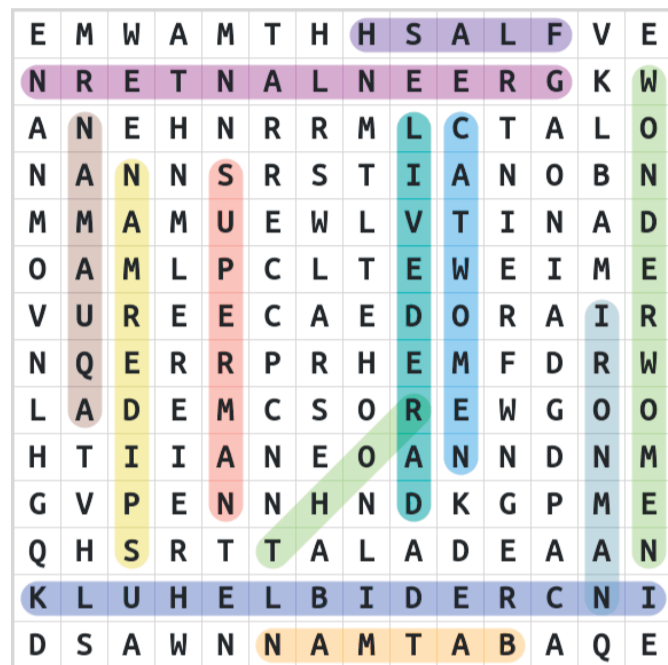 E M W A M T H H S A L F V E
N R E T N A L N E E R G K W
A N E H N R R M L C T A L O
N A N N S R S T I A N O B N
M M A M U E W L V T I N A D
O A M L P C L T E W E I M E
V U R E E C A E D O R A I R
N Q E R R P R H E M F D R W
L A D E M C S O R E W G O O
H T I I A N E O A N N D N M
G V P E N N H N D K G P M E
Q H S R T T A L A D E A A N
K L U H E L B I D E R C N I
D S A W N N A M T A B A Q E